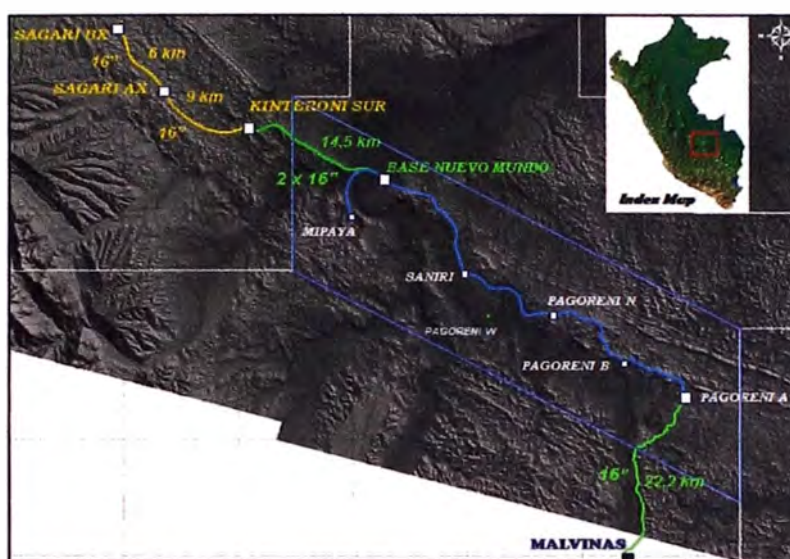 SAGARI BX
6 km
16"
SAGARI AX
9 km
16"
KINTERONI SUR
14.5 km
2 x 16"
BASE NUEVO MUNDO
MIPAYA
SANIRI
PAGORENI N
PAGORENI W
PAGORENI B
PAGORENI A
16"
22.2 km
MALVINAS
Index Map